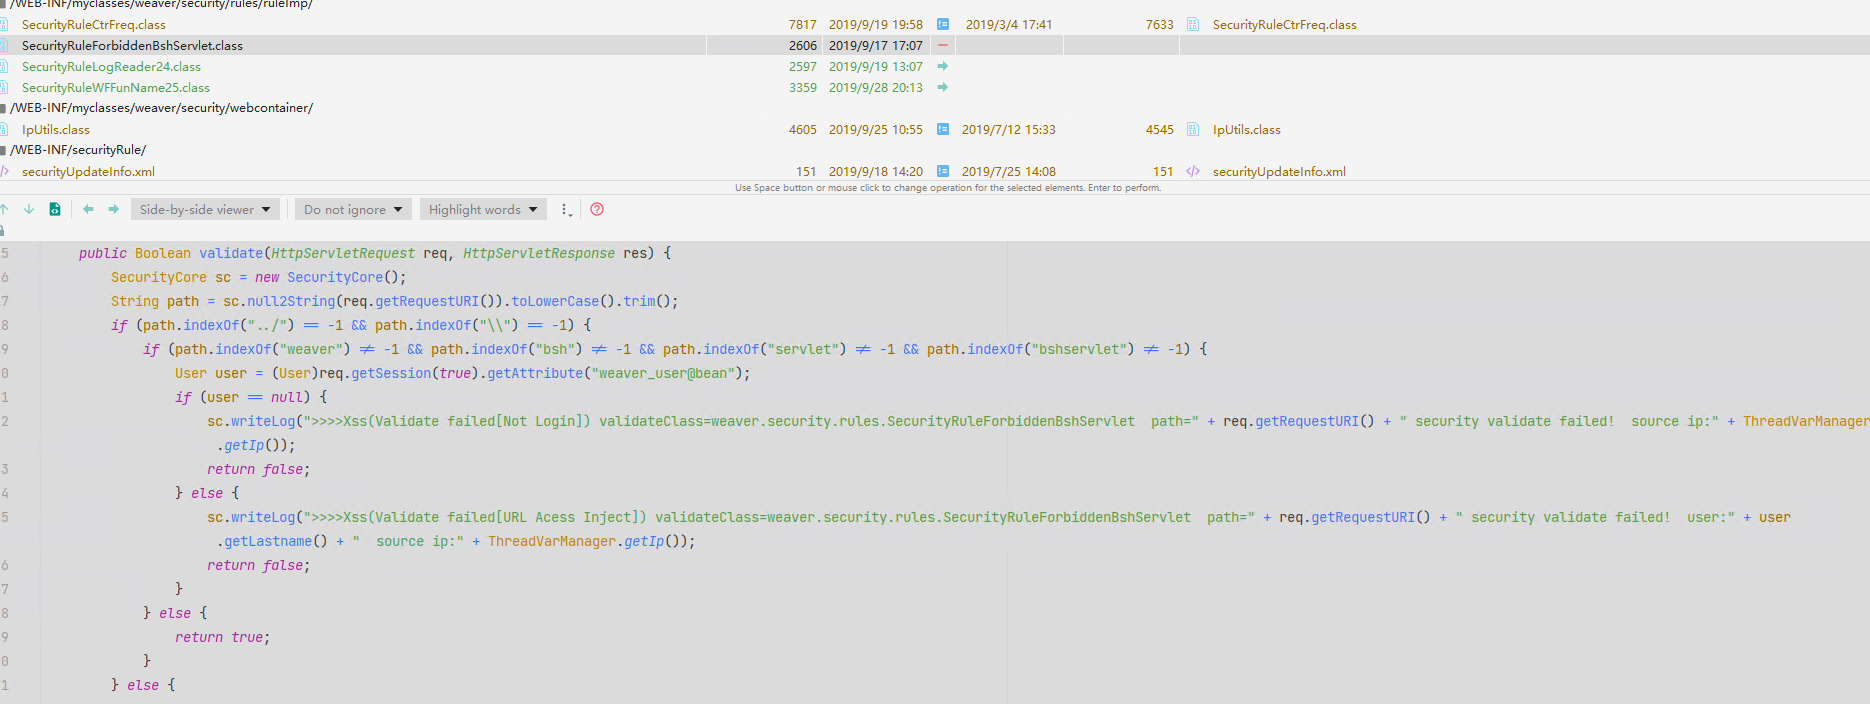 /WEB-INF/myclasses/weaver/security/rules/ruleImp/
SecurityRuleCtrFreq.class 7817 2019/9/19 19:58 2019/3/4 17:41 7633 SecurityRuleCtrFreq.class
SecurityRuleForbiddenBshServlet.class 2606 2019/9/17 17:07
SecurityRuleLogReader24.class 2597 2019/9/19 13:07
SecurityRuleWFFunName25.class 3359 2019/9/28 20:13
/WEB-INF/myclasses/weaver/security/webcontainer/
IpUtils.class 4605 2019/9/25 10:55 2019/7/12 15:33 4545 IpUtils.class
/WEB-INF/securityRule/
securityUpdateInfo.xml 151 2019/9/18 14:20 2019/7/25 14:08 151 securityUpdateInfo.xml
Use Space button or mouse click to change operation for the selected elements. Enter to perform.
Side-by-side viewer Do not ignore Highlight words
5 public Boolean validate(HttpServletRequest req, HttpServletResponse res) {
6 SecurityCore sc = new SecurityCore();
7 String path = sc.null2String(req.getRequestURI()).toLowerCase().trim();
8 if (path.indexOf("../") == -1 && path.indexOf("\\") == -1) {
9 if (path.indexOf("weaver") != -1 && path.indexOf("bsh") != -1 && path.indexOf("servlet") != -1 && path.indexOf("bshservlet") != -1) {
0 User user = (User)req.getSession(true).getAttribute("weaver_user@bean");
1 if (user == null) {
2 sc.writeLog(">>>>Xss(Validate failed[Not Login]) validateClass=weaver.security.rules.SecurityRuleForbiddenBshServlet  path=" + req.getRequestURI() + " security validate failed!  source ip:" + ThreadVarManager
.getIp());
3 return false;
4 } else {
5 sc.writeLog(">>>>Xss(Validate failed[URL Acess Inject]) validateClass=weaver.security.rules.SecurityRuleForbiddenBshServlet  path=" + req.getRequestURI() + " security validate failed!  user:" + user
.getLastname() + "  source ip:" + ThreadVarManager.getIp());
6 return false;
7 }
8 } else {
9 return true;
0 }
1 } else {